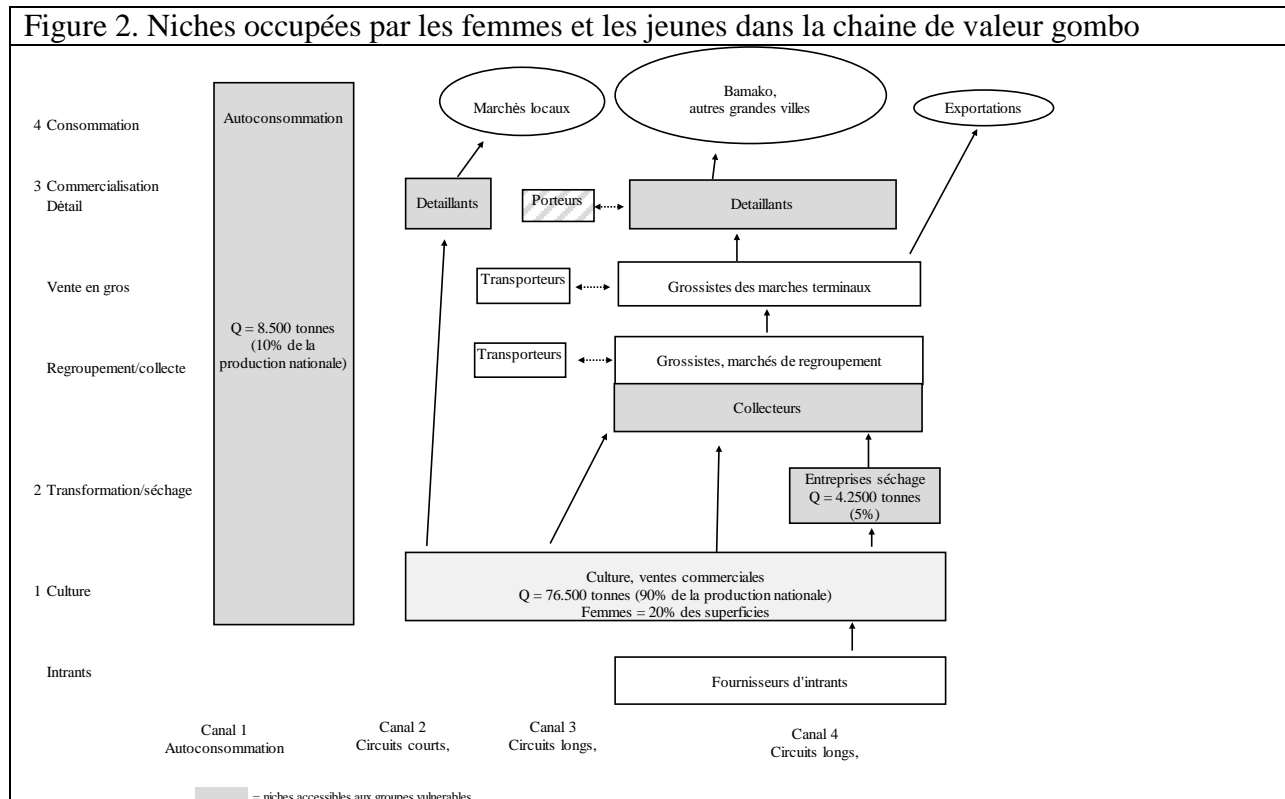 Figure 2. Niches occupées par les femmes et les jeunes dans la chaine de valeur gombo
Bamako,
autres grandes villes
Marchés locaux
Exportations
4 Consommation
Autoconsommation
3 Commercialisation
Détail
Detaillants
Porteurs
Detaillants
Vente en gros
Transporteurs
Grossistes des marches terminaux
Q = 8.500 tonnes
(10% de la
production nationale)
Regroupement/collecte
Transporteurs
Grossistes, marchés de regroupement
Collecteurs
2 Transformation/séchage
Entreprises séchage
Q = 4.2500 tonnes
(5%)
1 Culture
Culture, ventes commerciales
Q = 76.500 tonnes (90% de la production nationale)
Femmes = 20% des superficies
Intrants
Fournisseurs d'intrants
Canal 1
Autoconsommation
Canal 2
Circuits courts,
Canal 3
Circuits longs,
Canal 4
Circuits longs,
= niches accessibles aux groupes vulnerables